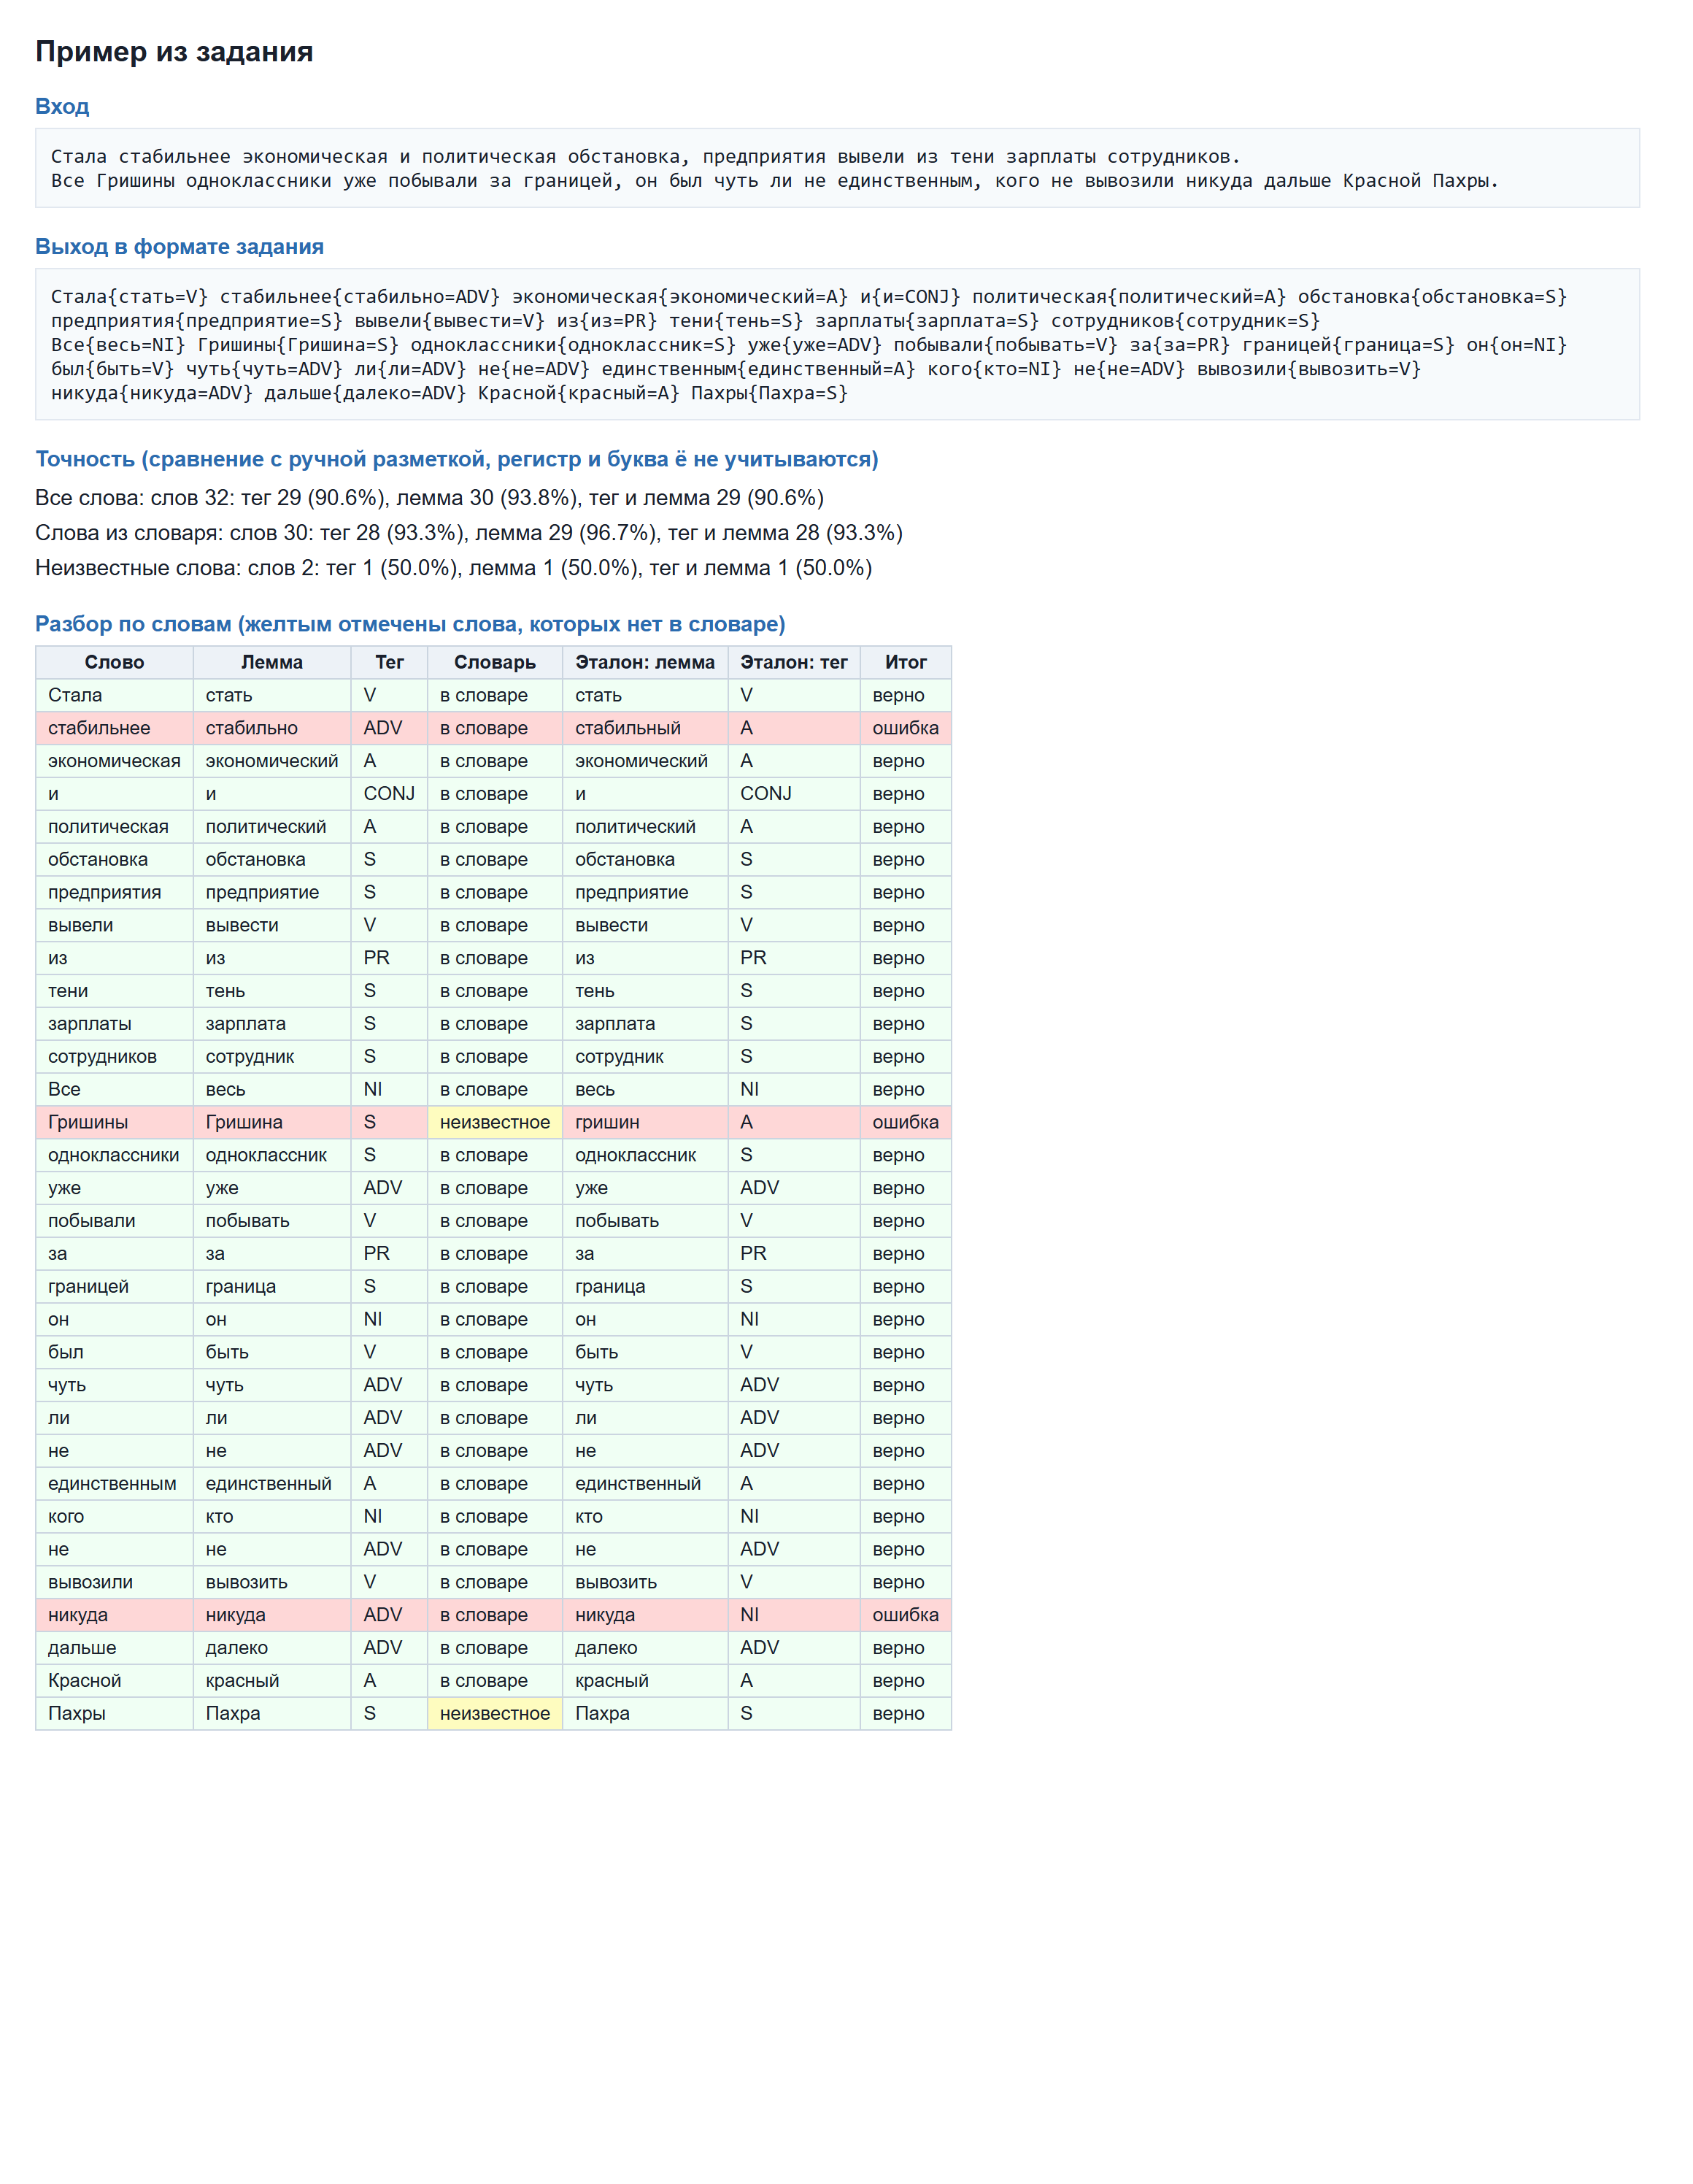 Пример из задания
Вход
Стала стабильнее экономическая и политическая обстановка, предприятия вывели из тени зарплаты сотрудников.
Все Гришины одноклассники уже побывали за границей, он был чуть ли не единственным, кого не вывозили никуда дальше Красной Пахры.
Выход в формате задания
Стала{стать=V} стабильнее{стабильно=ADV} экономическая{экономический=A} и{и=CONJ} политическая{политический=A} обстановка{обстановка=S}
предприятия{предприятие=S} вывели{вывести=V} из{из=PR} тени{тень=S} зарплаты{зарплата=S} сотрудников{сотрудник=S}
Все{весь=NI} Гришины{Гришина=S} одноклассники{одноклассник=S} уже{уже=ADV} побывали{побывать=V} за{за=PR} границей{граница=S} он{он=NI}
был{быть=V} чуть{чуть=ADV} ли{ли=ADV} не{не=ADV} единственным{единственный=A} кого{кто=NI} не{не=ADV} вывозили{вывозить=V}
никуда{никуда=ADV} дальше{далеко=ADV} Красной{красный=A} Пахры{Пахра=S}
Точность (сравнение с ручной разметкой, регистр и буква ё не учитываются)
Все слова: слов 32: тег 29 (90.6%), лемма 30 (93.8%), тег и лемма 29 (90.6%)
Слова из словаря: слов 30: тег 28 (93.3%), лемма 29 (96.7%), тег и лемма 28 (93.3%)
Неизвестные слова: слов 2: тег 1 (50.0%), лемма 1 (50.0%), тег и лемма 1 (50.0%)
Разбор по словам (желтым отмечены слова, которых нет в словаре)
Слово Лемма Тег Словарь Эталон: лемма Эталон: тег Итог
Стала стать V в словаре стать V верно
стабильнее стабильно ADV в словаре стабильный A ошибка
экономическая экономический A в словаре экономический A верно
и и CONJ в словаре и CONJ верно
политическая политический A в словаре политический A верно
обстановка обстановка S в словаре обстановка S верно
предприятия предприятие S в словаре предприятие S верно
вывели вывести V в словаре вывести V верно
из из PR в словаре из PR верно
тени тень S в словаре тень S верно
зарплаты зарплата S в словаре зарплата S верно
сотрудников сотрудник S в словаре сотрудник S верно
Все весь NI в словаре весь NI верно
Гришины Гришина S неизвестное гришин A ошибка
одноклассники одноклассник S в словаре одноклассник S верно
уже уже ADV в словаре уже ADV верно
побывали побывать V в словаре побывать V верно
за за PR в словаре за PR верно
границей граница S в словаре граница S верно
он он NI в словаре он NI верно
был быть V в словаре быть V верно
чуть чуть ADV в словаре чуть ADV верно
ли ли ADV в словаре ли ADV верно
не не ADV в словаре не ADV верно
единственным единственный A в словаре единственный A верно
кого кто NI в словаре кто NI верно
не не ADV в словаре не ADV верно
вывозили вывозить V в словаре вывозить V верно
никуда никуда ADV в словаре никуда NI ошибка
дальше далеко ADV в словаре далеко ADV верно
Красной красный A в словаре красный A верно
Пахры Пахра S неизвестное Пахра S верно